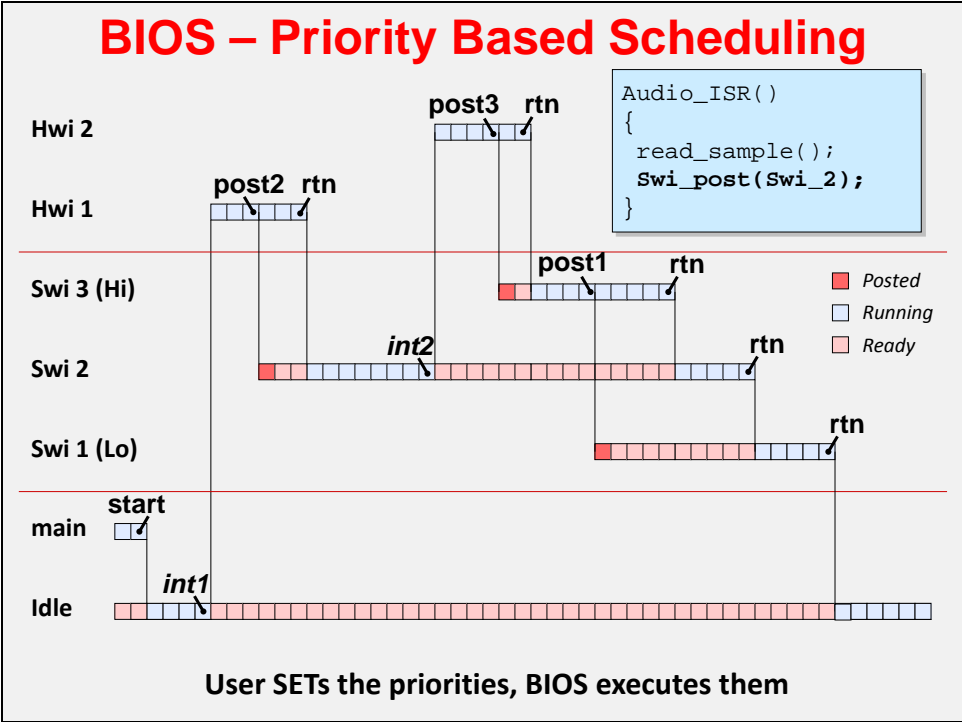 BIOS – Priority Based Scheduling
Audio_ISR()
{
read_sample();
Swi_post(Swi_2);
}
post3 rtn
Hwi 2
post2 rtn
Hwi 1
post1 rtn
Swi 3 (Hi)
Posted
Running
Ready
int2 rtn
Swi 2
rtn
Swi 1 (Lo)
start
main
int1
Idle
User SETs the priorities, BIOS executes them